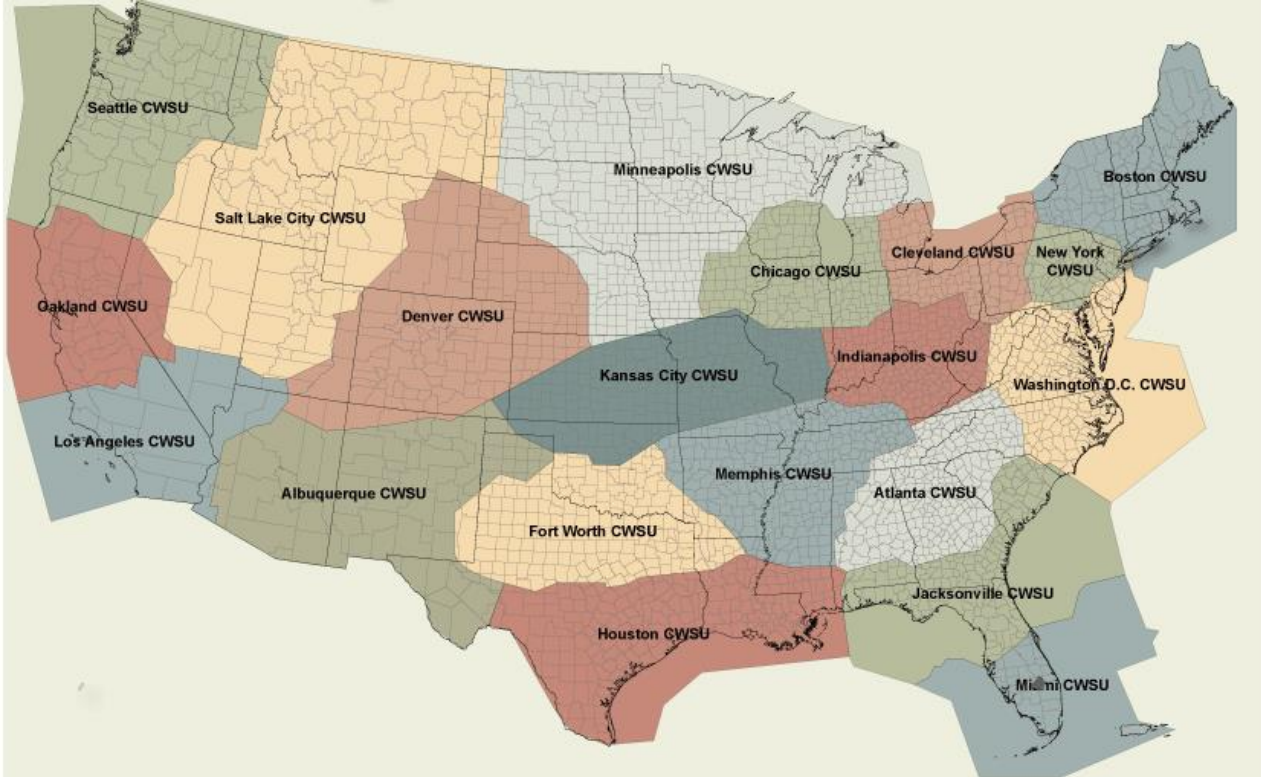 Seattle CWSU
Minneapolis CWSU
Boston CWSU
Salt Lake City CWSU
Cleveland CWSU
New York
CWSU
Chicago CWSU
Oakland CWSU
Denver CWSU
Indianapolis CWSU
Kansas City CWSU
Washington D.C. CWSU
Los Angeles CWSU
Memphis CWSU
Albuquerque CWSU
Atlanta CWSU
Fort Worth CWSU
Jacksonville CWSU
Houston CWSU
Miami CWSU